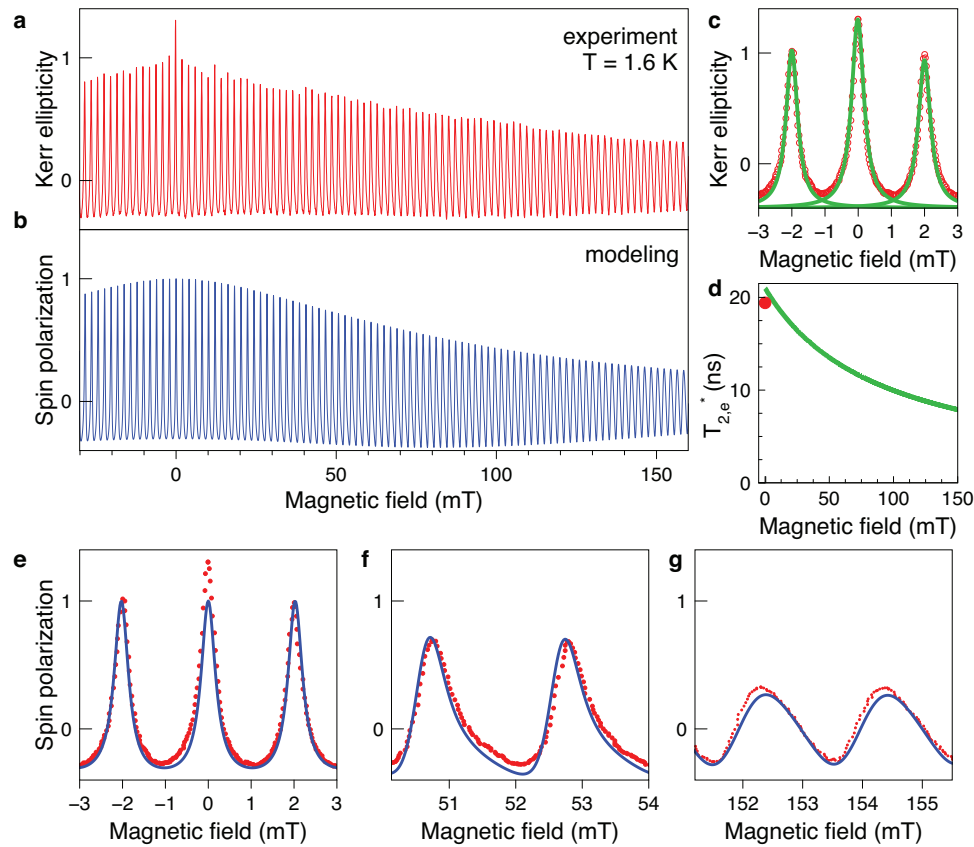 a
experiment
T = 1.6 K
Kerr ellipticity
1
0
b
modeling
Spin polarization
1
0
0
50
100
150
Magnetic field (mT)
c
Kerr ellipticity
1
0
−3
−2
−1
0
1
2
3
Magnetic field (mT)
d
T2,e* (ns)
20
10
0
0
50
100
150
Magnetic field (mT)
e
Spin polarization
1
0
−3
−2
−1
0
1
2
3
Magnetic field (mT)
f
1
0
51
52
53
54
Magnetic field (mT)
g
1
0
152
153
154
155
Magnetic field (mT)